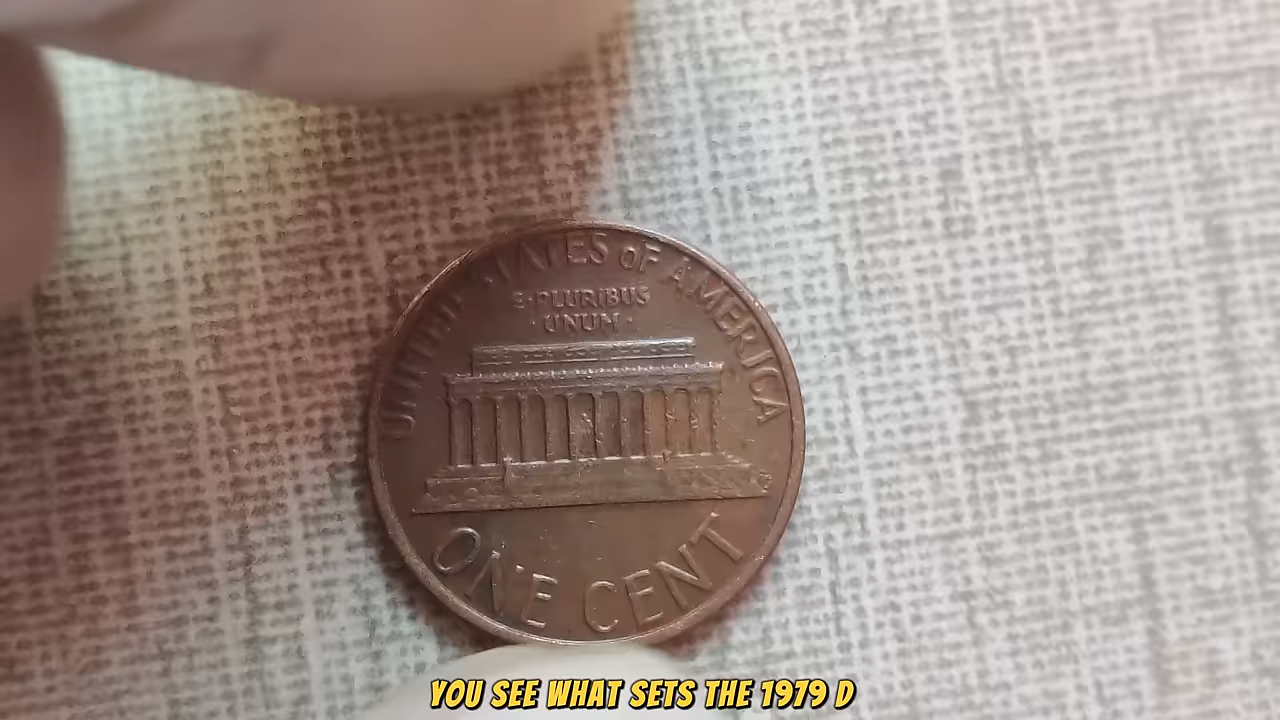 UNITED STATES OF AMERICA
E·PLURIBUS
·UNUM·
ONE CENT
YOU SEE WHAT SETS THE 1979 D